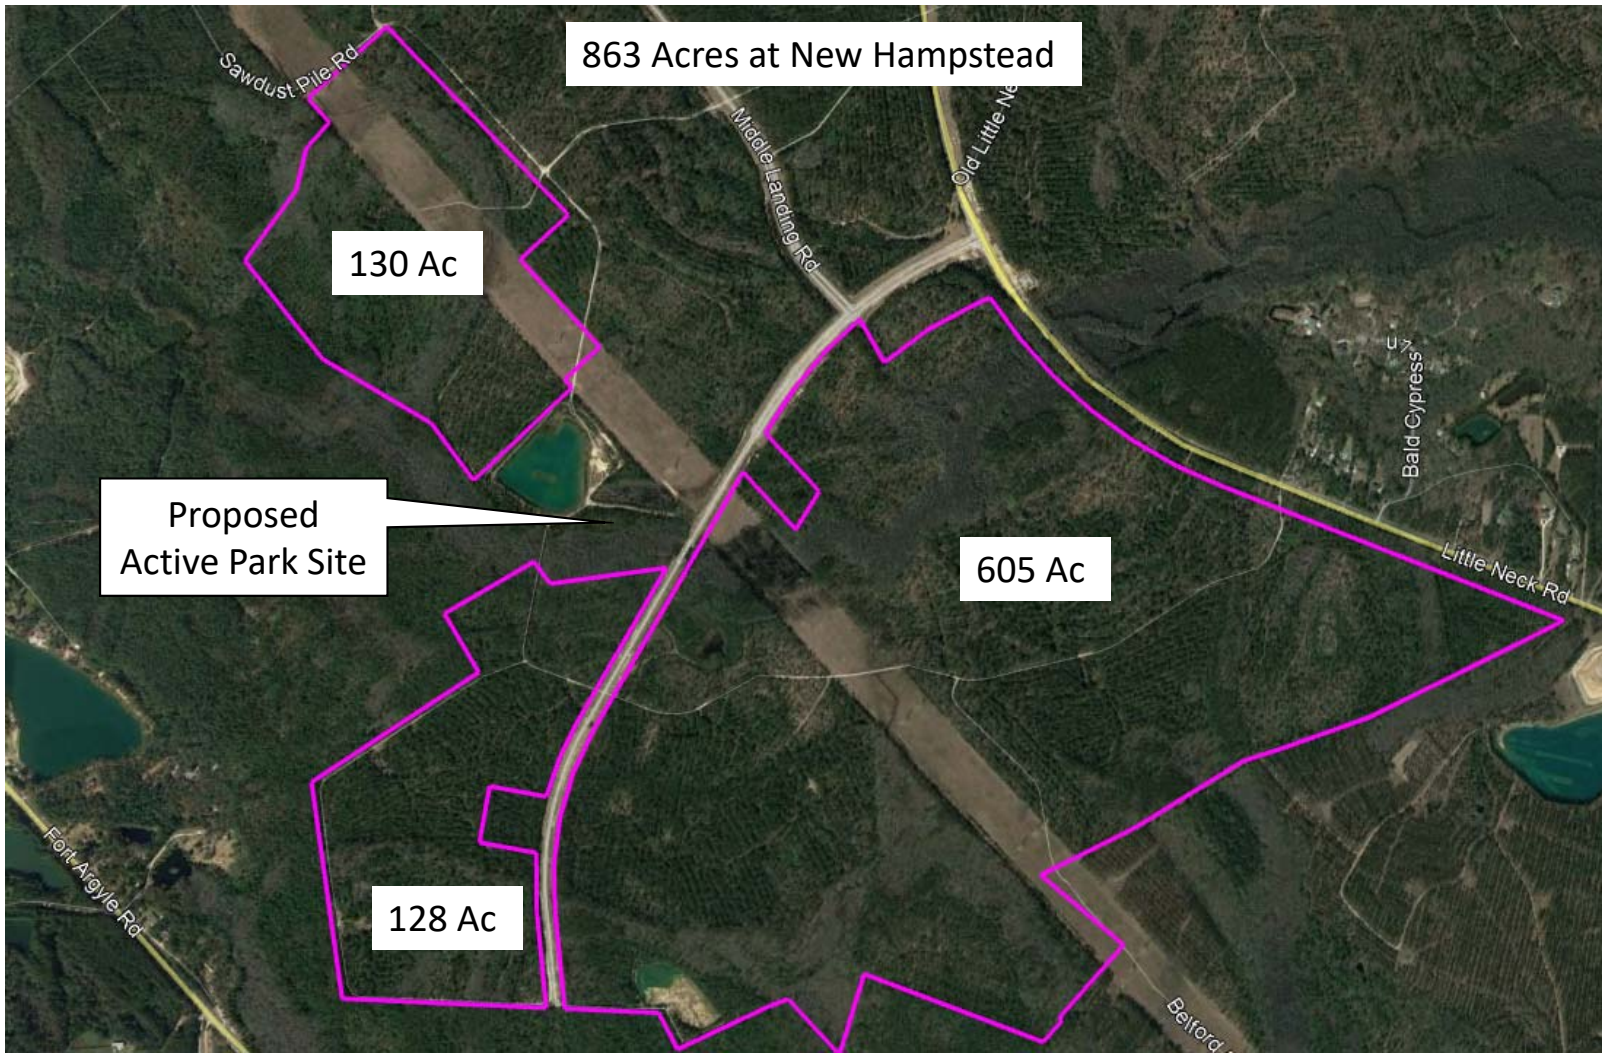 863 Acres at New Hampstead
Sawdust Pile Rd
Middle Landing Rd
Old Little Ne
130 Ac
Bald Cypress
Proposed
Active Park Site
605 Ac
Little Neck Rd
Fort Argyle Rd
128 Ac
Belford